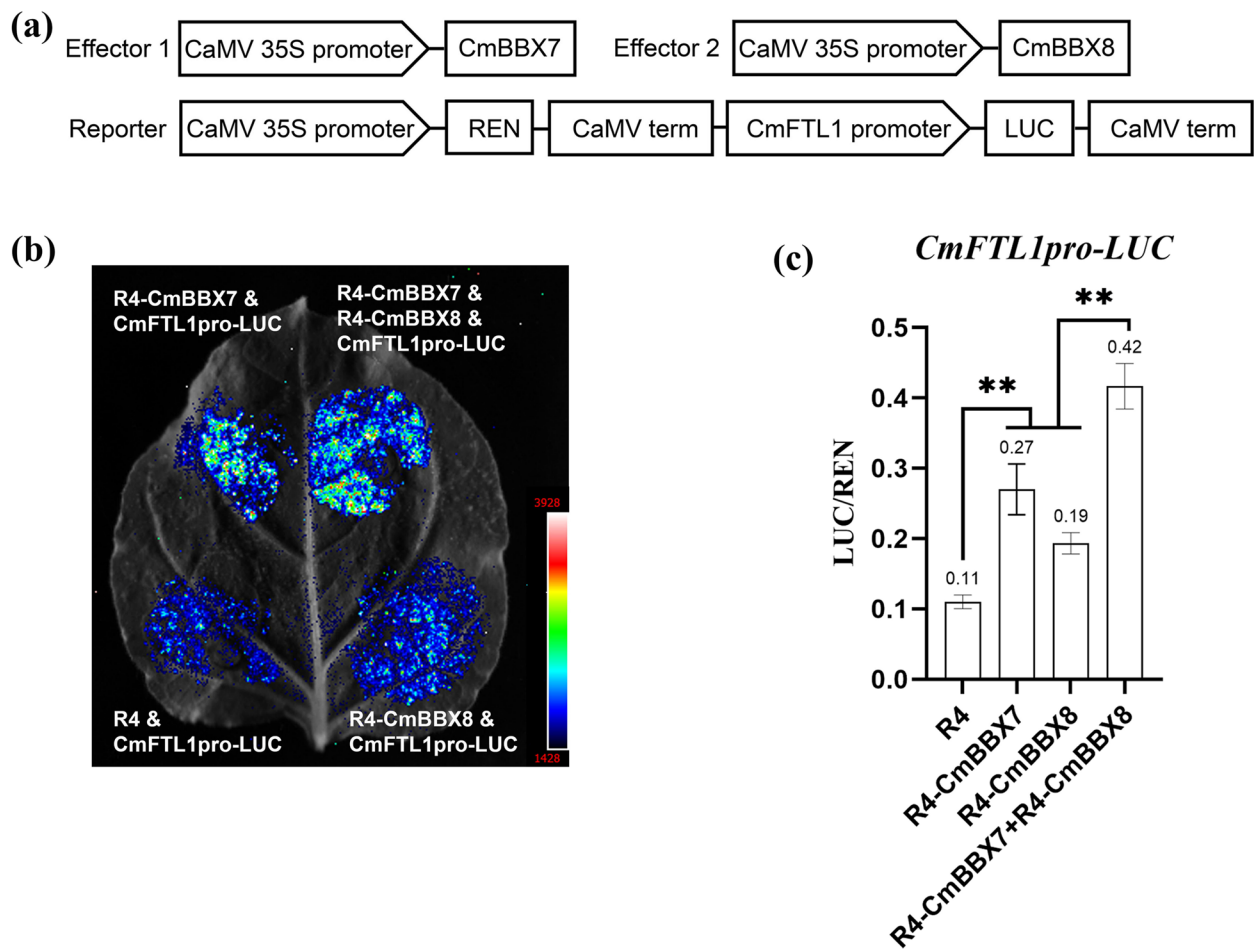 (a)
Effector 1 CaMV 35S promoter CmBBX7 Effector 2 CaMV 35S promoter CmBBX8
Reporter CaMV 35S promoter REN CaMV term CmFTL1 promoter LUC CaMV term
(b)
R4-CmBBX7 &
CmFTL1pro-LUC
R4-CmBBX7 &
R4-CmBBX8 &
CmFTL1pro-LUC
3928
1428
R4 &
CmFTL1pro-LUC
R4-CmBBX8 &
CmFTL1pro-LUC
(c)
CmFTL1pro-LUC
LUC/REN
0.5
0.4
0.3
0.2
0.1
0.0
**
**
0.11
0.27
0.19
0.42
R4
R4-CmBBX7
R4-CmBBX8
R4-CmBBX7+R4-CmBBX8